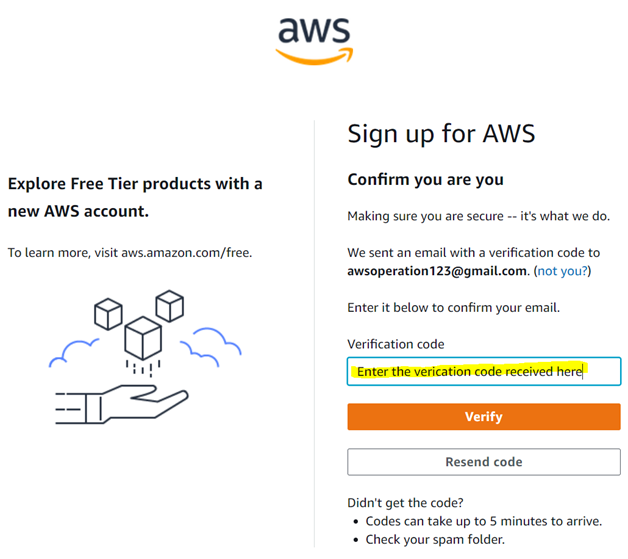 aws
Explore Free Tier products with a
new AWS account.
To learn more, visit aws.amazon.com/free.
Sign up for AWS
Confirm you are you
Making sure you are secure -- it's what we do.
We sent an email with a verification code to
awsoperation123@gmail.com. (not you?)
Enter it below to confirm your email.
Verification code
Enter the verication code received here
Verify
Resend code
Didn't get the code?
• Codes can take up to 5 minutes to arrive.
• Check your spam folder.